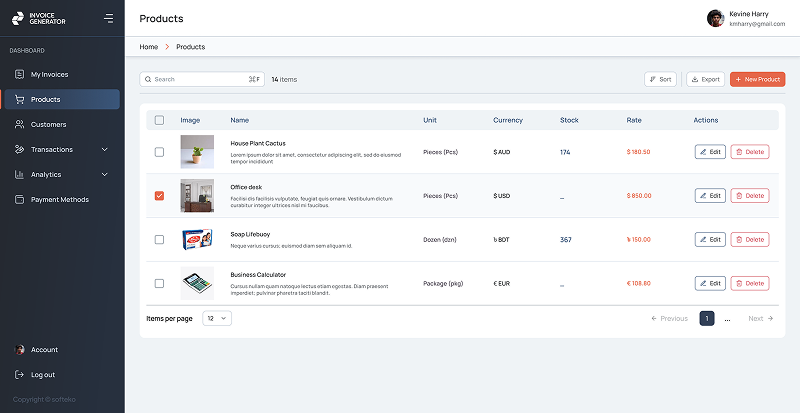 INVOICE
GENERATOR
DASHBOARD
My Invoices
Products
Customers
Transactions
Analytics
Payment Methods
Account
Log out
Copyright © softeko
Products
Kevine Harry
kmharry@gmail.com
Home > Products
Search ⌘F
14 items
Sort
Export
+ New Product
Image Name Unit Currency Stock Rate Actions
House Plant Cactus
Lorem ipsum dolor sit amet, consectetur adipiscing elit, sed do eiusmod
tempor incididunt
Pieces (Pcs) $ AUD 174 $ 180.50 Edit Delete
Office desk
Facilisi dis facilisis vulputate, feugiat quis ornare. Vestibulum dictum
curabitur integer ultrices nisl mi faucibus.
Pieces (Pcs) $ USD _ $ 850.00 Edit Delete
Soap Lifebuoy
Neque varius cursus; euismod diam sem aliquam id.
Dozen (dzn) ৳ BDT 367 ৳ 150.00 Edit Delete
Business Calculator
Cursus nullam quam natoque lectus etiam egestas. Diam praesent
imperdiet; pulvinar pharetra taciti blandit.
Package (pkg) € EUR _ € 108.60 Edit Delete
Items per page 12
← Previous 1 ... Next →